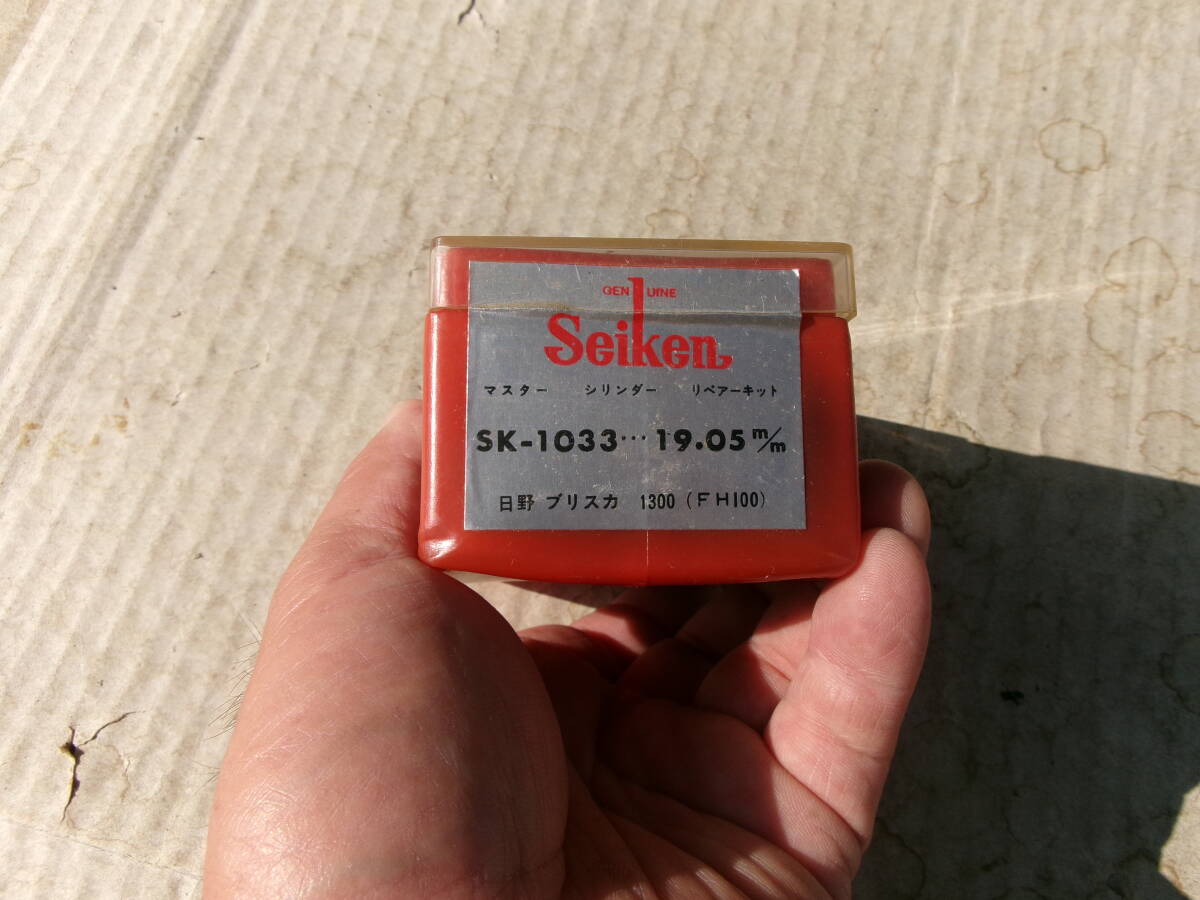 GENUINE
Seiken
マスター シリンダー リペアーキット
SK-1033… 19.05 m/m
日野 ブリスカ 1300 (FH100)